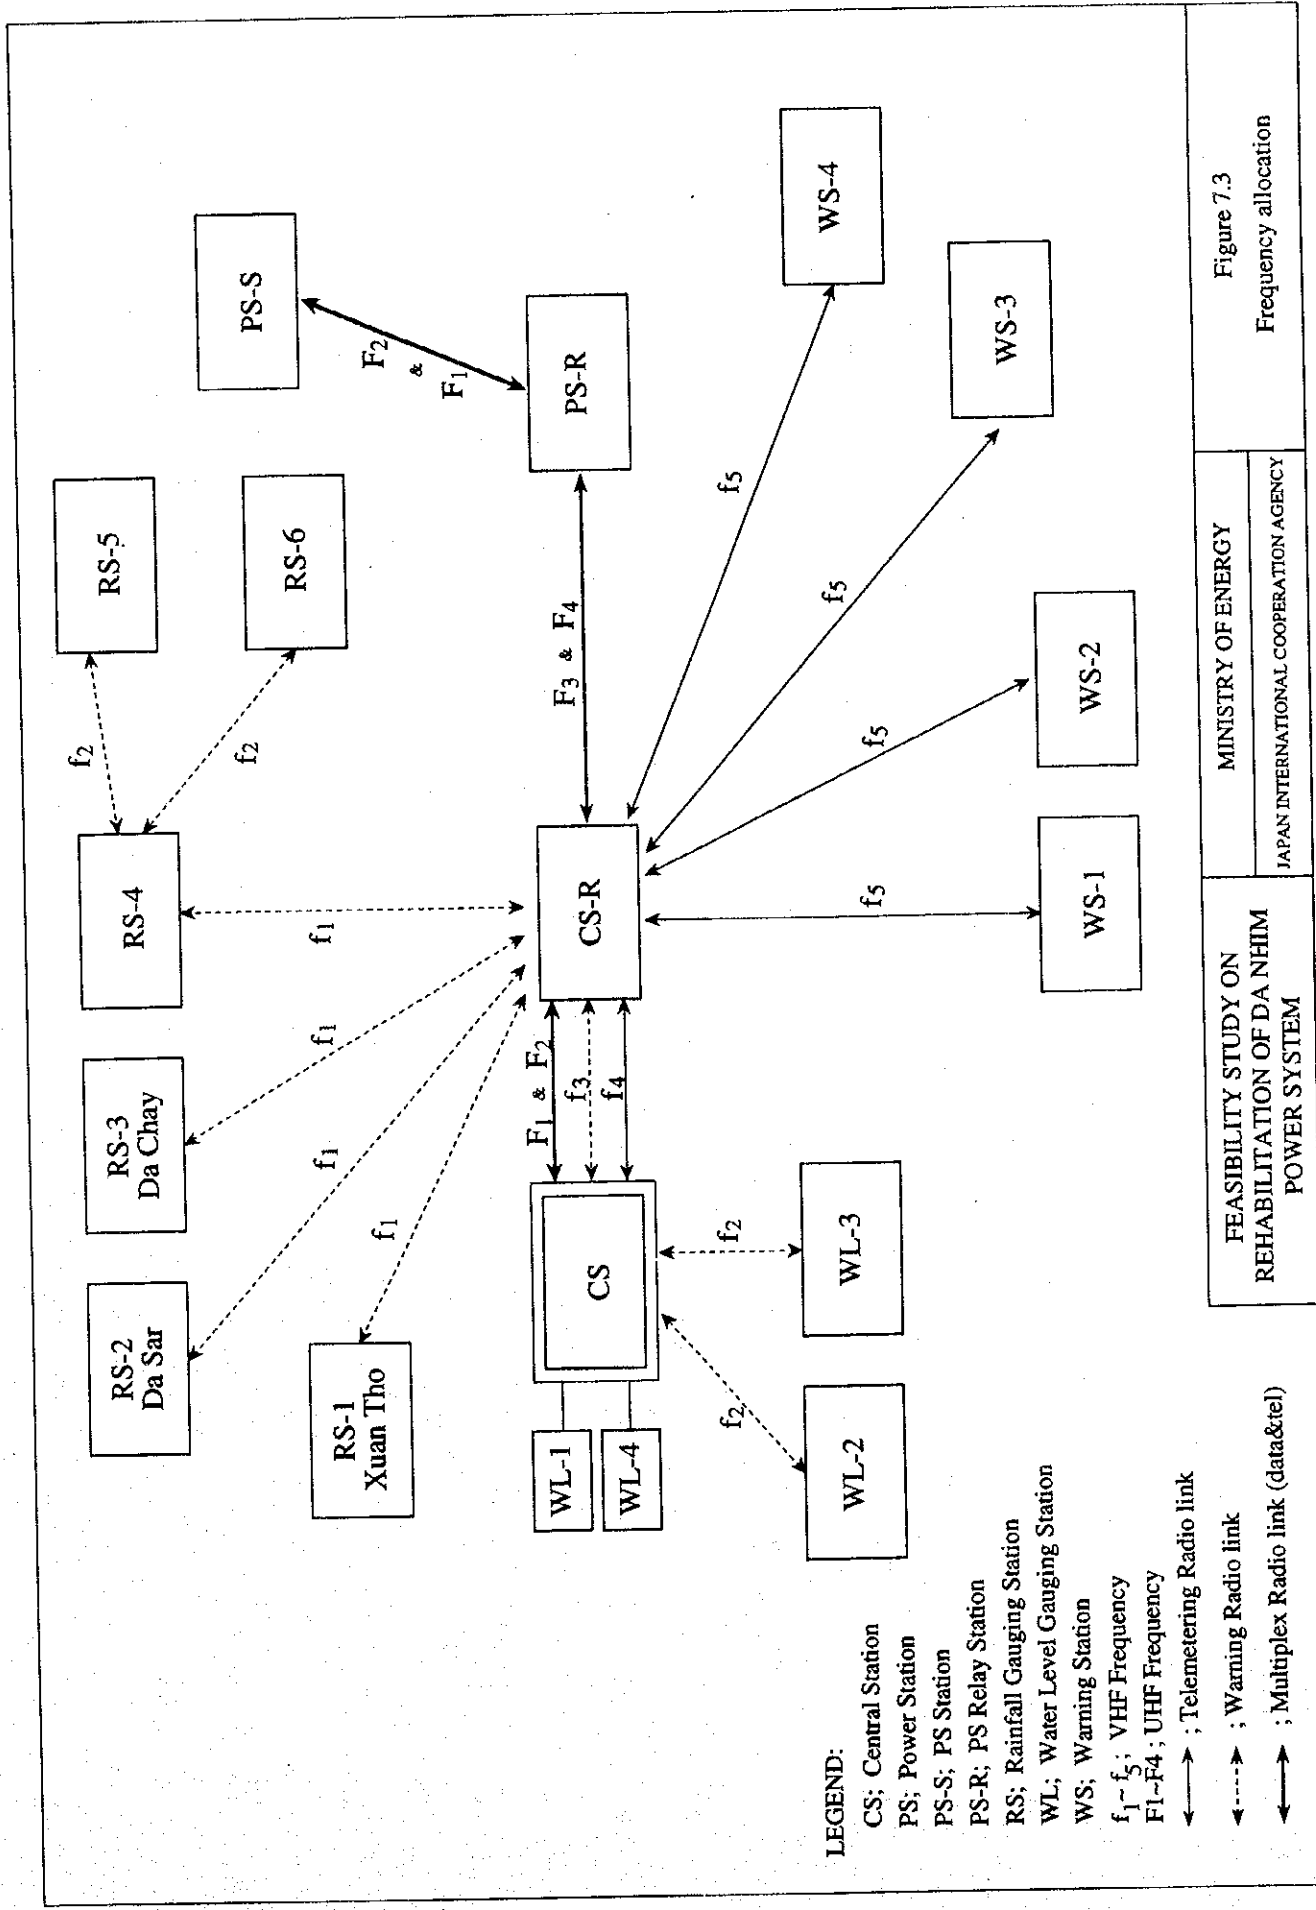 RS-2
Da Sar
RS-3
Da Chay
RS-4
RS-5
RS-6
RS-1
Xuan Tho
PS-S
f1
f1
f1
f1
f2
f2
F2
&
F1
WL-1
WL-4
CS
F1 & F2
f3
f4
CS-R
F3 & F4
PS-R
f2
f2
WL-2
WL-3
f5
f5
f5
f5
WS-1
WS-2
WS-3
WS-4
LEGEND:
CS; Central Station
PS; Power Station
PS-S; PS Station
PS-R; PS Relay Station
RS; Rainfall Gauging Station
WL; Water Level Gauging Station
WS; Warning Station
f1~ f5; VHF Frequency
F1~F4; UHF Frequency
; Telemetering Radio link
; Warning Radio link
; Multiplex Radio link (data&tel)
FEASIBILITY STUDY ON
REHABILITATION OF DA NHIM
POWER SYSTEM
MINISTRY OF ENERGY
JAPAN INTERNATIONAL COOPERATION AGENCY
Figure 7.3
Frequency allocation